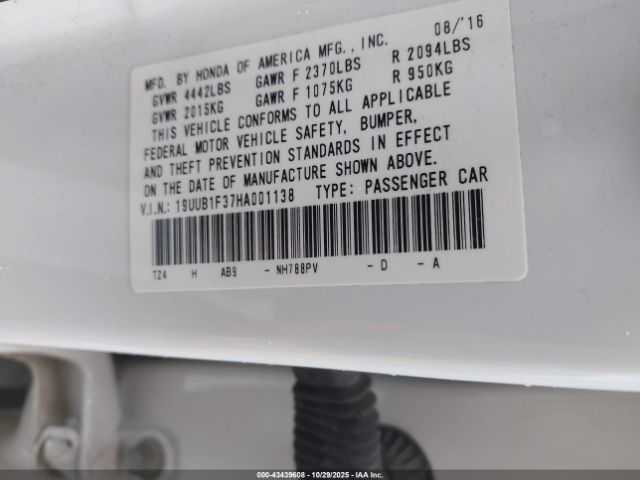 MFD. BY HONDA OF AMERICA MFG., INC. 08/'16
GVWR 4442LBS GAWR F 2370LBS R 2094LBS
GVWR 2015KG GAWR F 1075KG R 950KG
THIS VEHICLE CONFORMS TO ALL APPLICABLE
FEDERAL MOTOR VEHICLE SAFETY, BUMPER,
AND THEFT PREVENTION STANDARDS IN EFFECT
ON THE DATE OF MANUFACTURE SHOWN ABOVE.
V.I.N.: 19UUB1F37HA001138 TYPE: PASSENGER CAR
TZ4 H AB9 - NH788PV - D - A
000-43439608 - 10/29/2025 - IAAI.COM